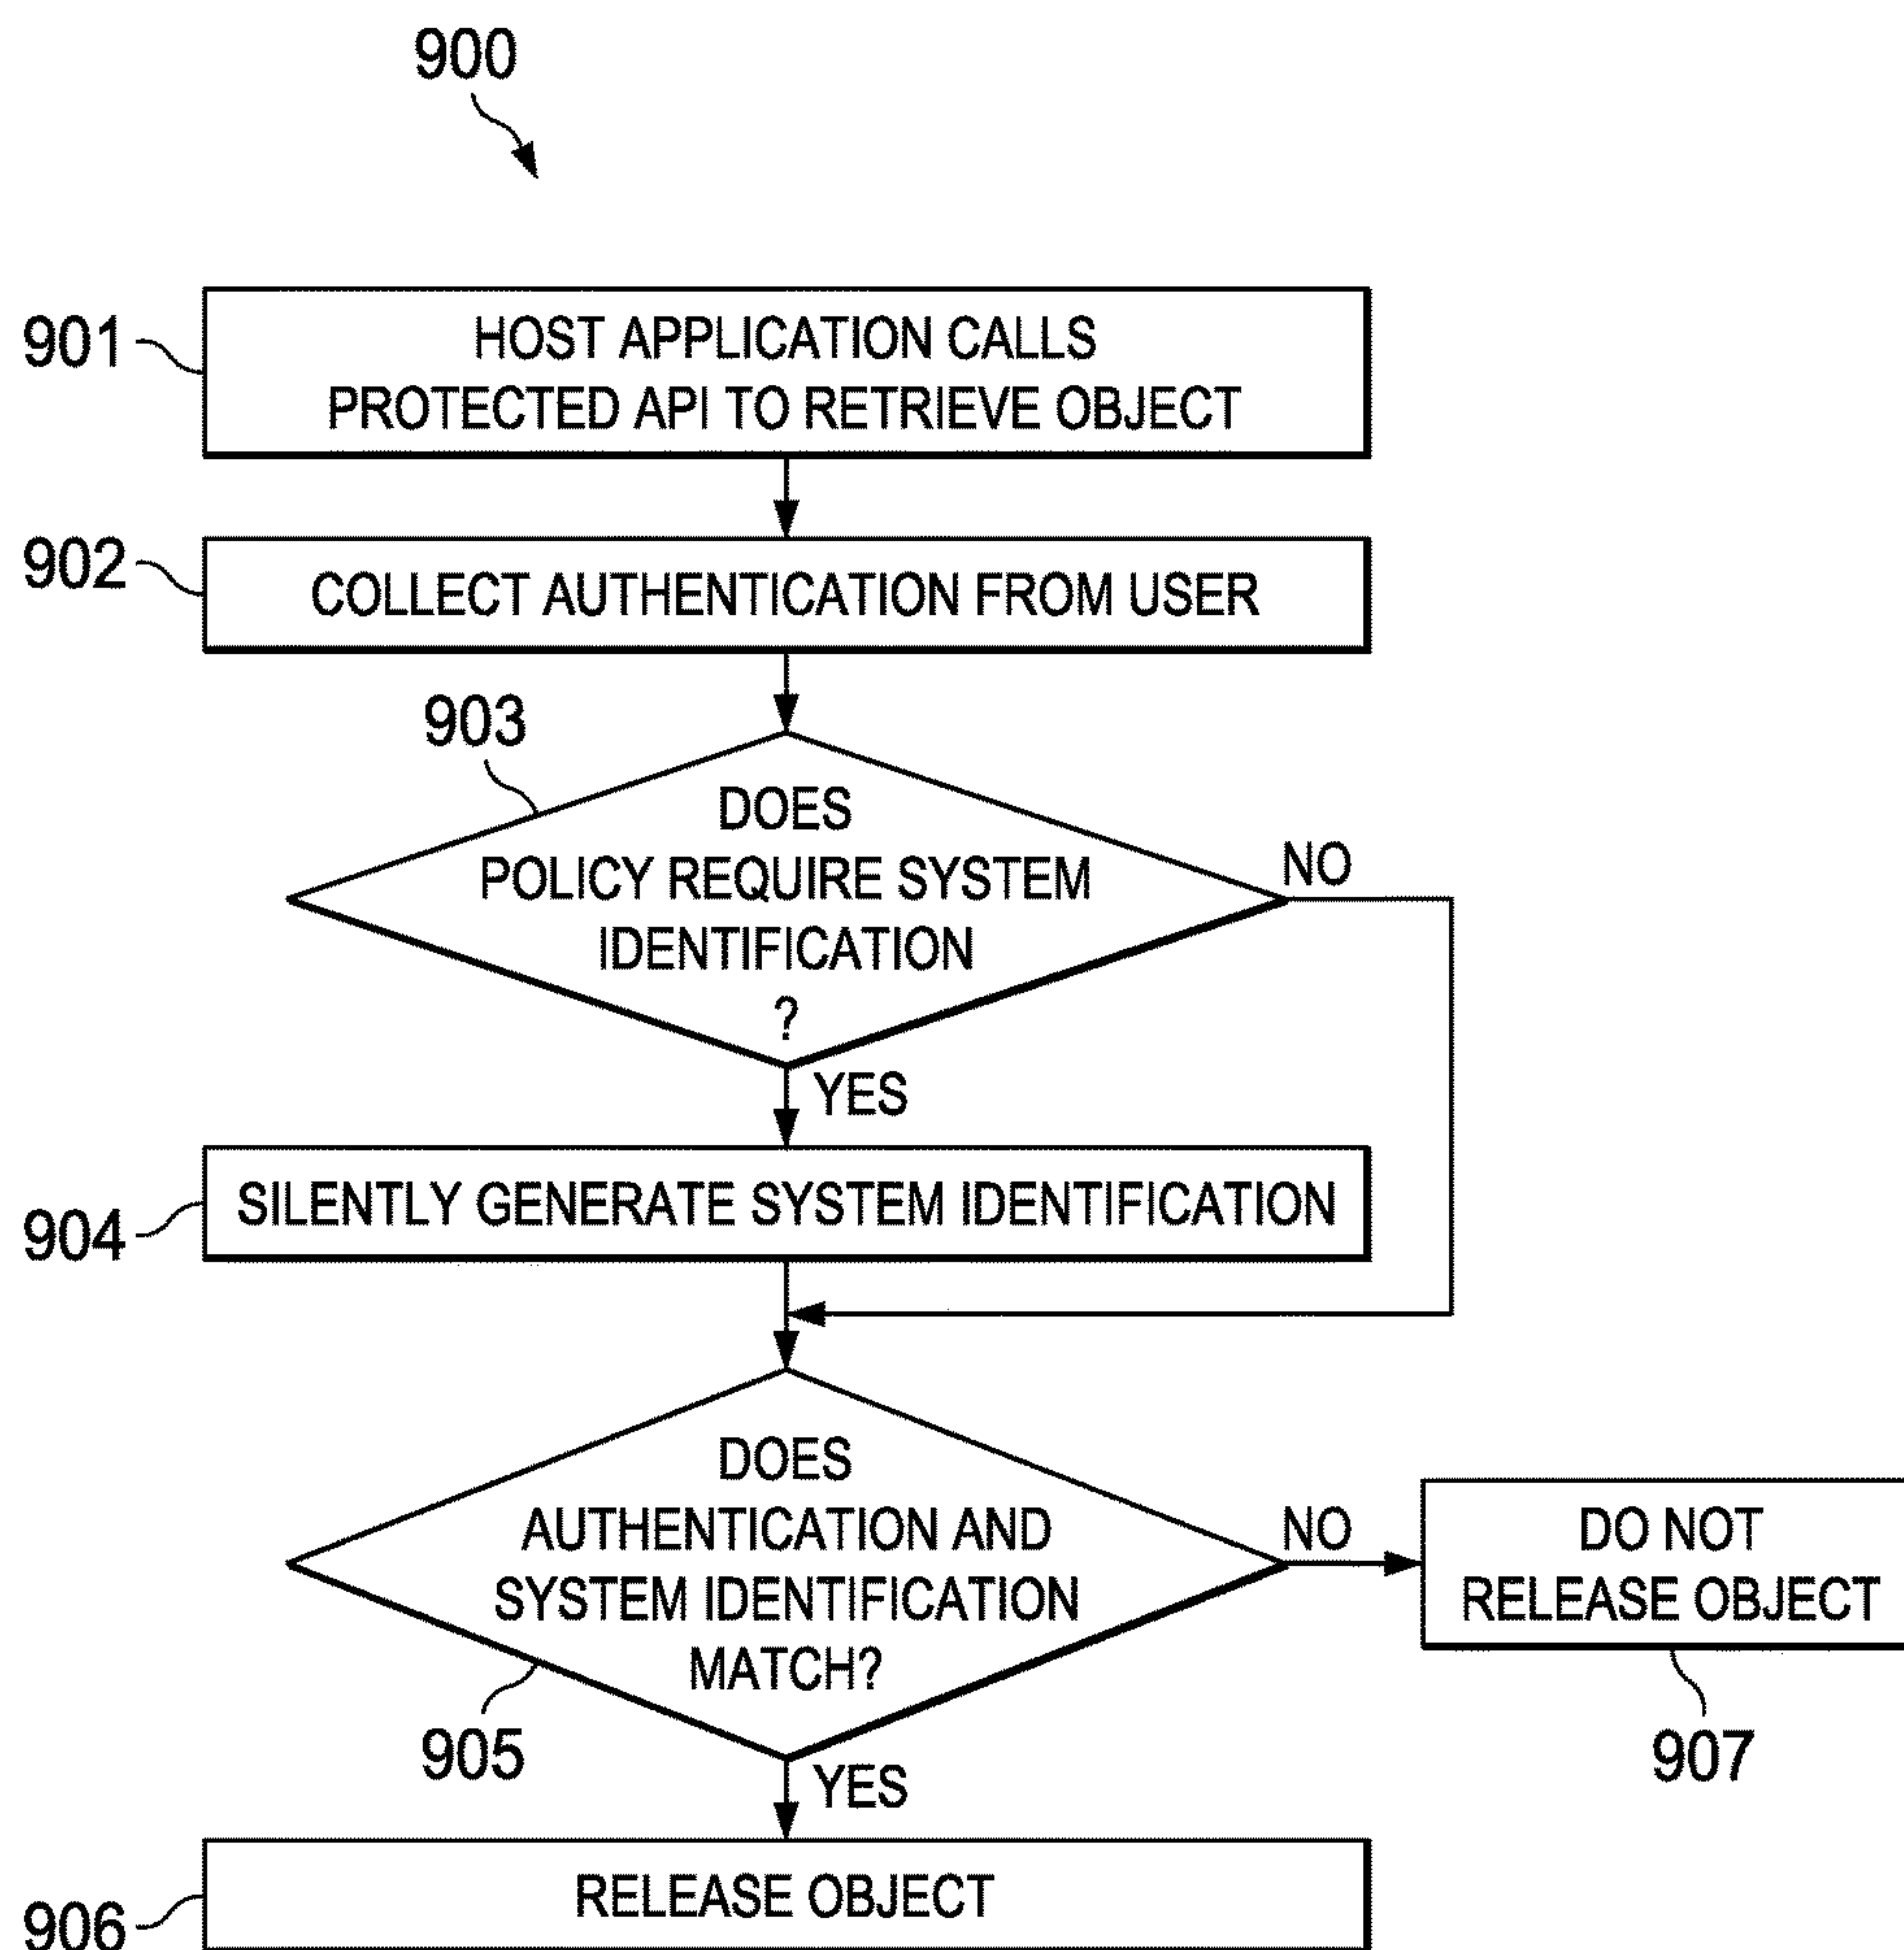 900
901
HOST APPLICATION CALLS
PROTECTED API TO RETRIEVE OBJECT
902
COLLECT AUTHENTICATION FROM USER
903
DOES
POLICY REQUIRE SYSTEM
IDENTIFICATION
?
NO
YES
904
SILENTLY GENERATE SYSTEM IDENTIFICATION
DOES
AUTHENTICATION AND
SYSTEM IDENTIFICATION
MATCH?
NO
DO NOT
RELEASE OBJECT
905
907
YES
906
RELEASE OBJECT